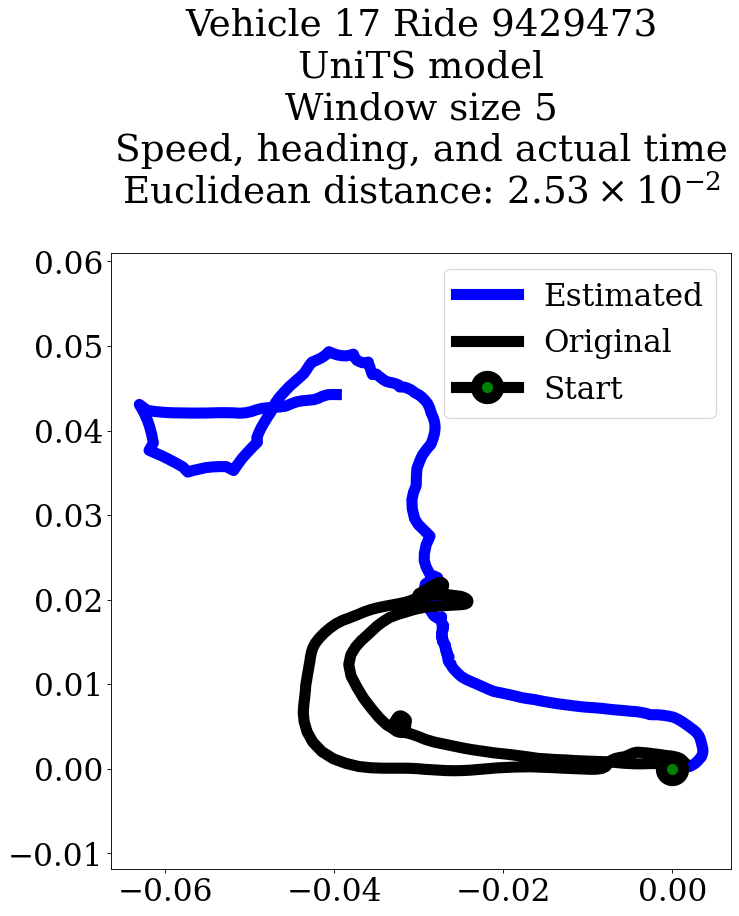 Vehicle 17 Ride 9429473
UniTS model
Window size 5
Speed, heading, and actual time
Euclidean distance: 2.53 × 10⁻²
Estimated
Original
Start
0.06
0.05
0.04
0.03
0.02
0.01
0.00
−0.01
−0.06
−0.04
−0.02
0.00